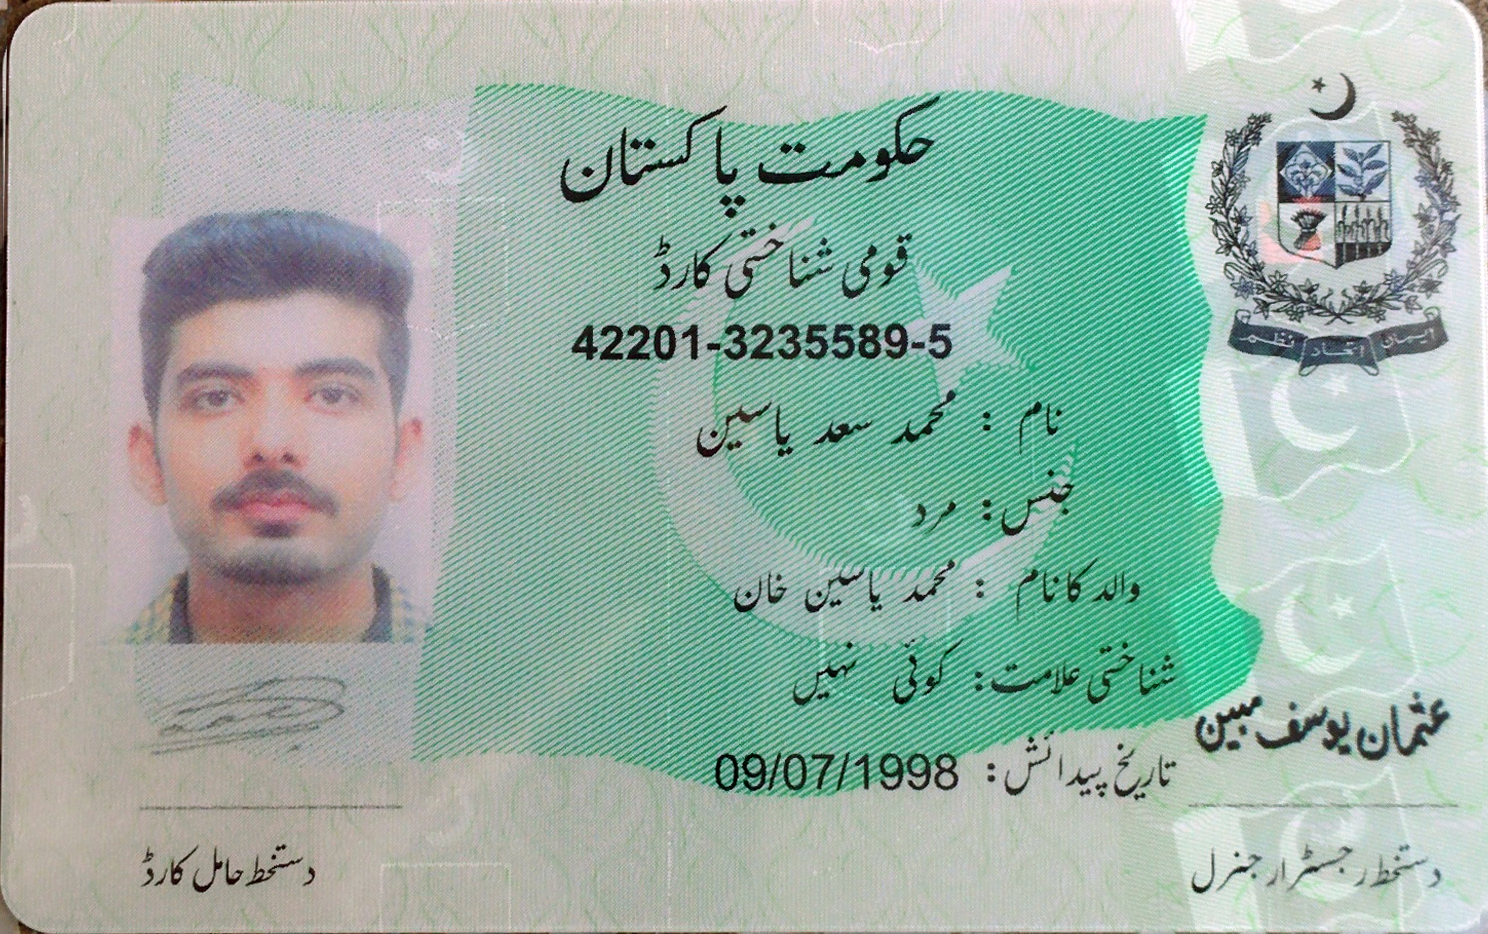 حکومت پاکستان
قومی شناختی کارڈ
42201-3235589-5
نام : محمد سعد یاسین
جنس: مرد
والد کا نام : محمد یاسین خان
شناختی علامت: کوئی نہیں
تاریخ پیدائش: 09/07/1998
ایمان اتحاد نظم
عثمان یوسف مبین
دستخط رجسٹرار جنرل
دستخط حامل کارڈ